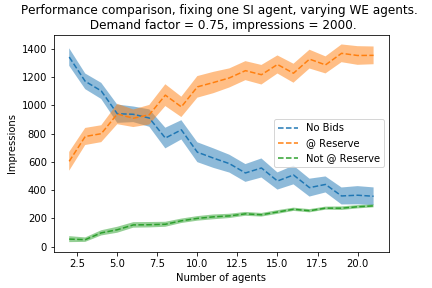 Performance comparison, fixing one SI agent, varying WE agents.
Demand factor = 0.75, impressions = 2000.
Impressions
1400
1200
1000
800
600
400
200
0
No Bids
@ Reserve
Not @ Reserve
2.5 5.0 7.5 10.0 12.5 15.0 17.5 20.0
Number of agents